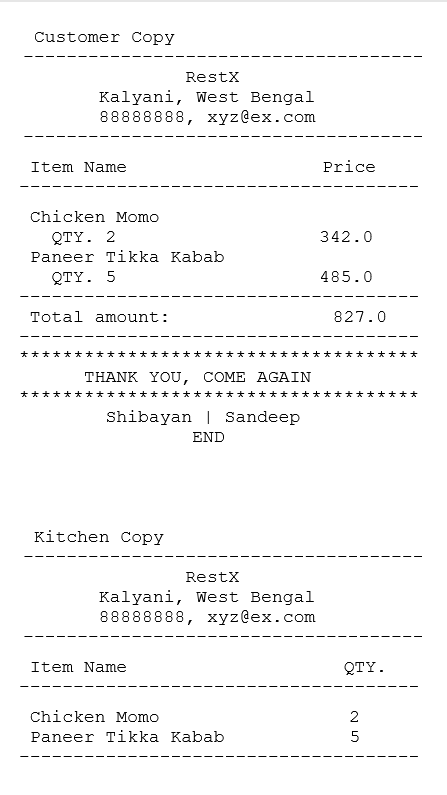 Customer Copy
-------------------------------------
RestX
Kalyani, West Bengal
88888888, xyz@ex.com
-------------------------------------
Item Name Price
-------------------------------------
Chicken Momo
QTY. 2 342.0
Paneer Tikka Kabab
QTY. 5 485.0
-------------------------------------
Total amount: 827.0
-------------------------------------
*************************************
THANK YOU, COME AGAIN
*************************************
Shibayan | Sandeep
END
Kitchen Copy
-------------------------------------
RestX
Kalyani, West Bengal
88888888, xyz@ex.com
-------------------------------------
Item Name QTY.
-------------------------------------
Chicken Momo 2
Paneer Tikka Kabab 5
-------------------------------------